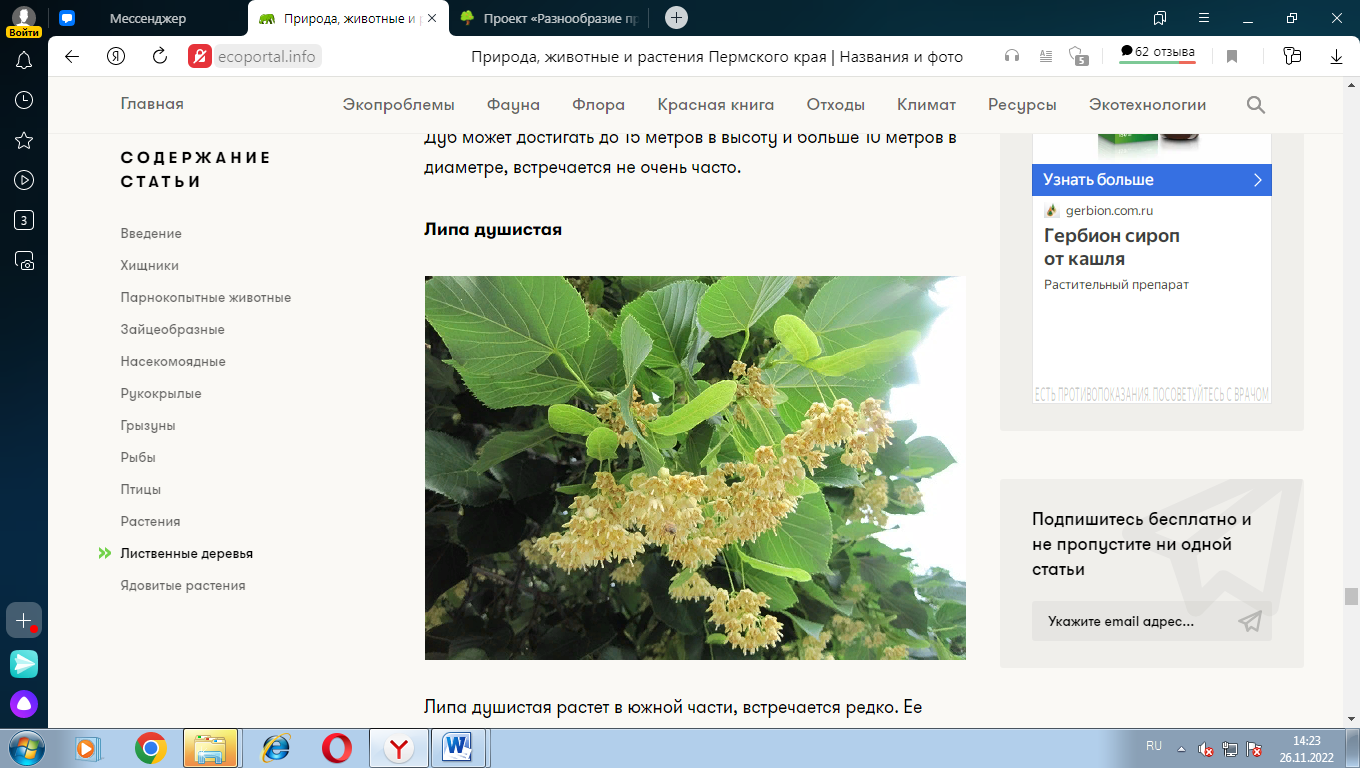 Войти
Мессенджер
Природа, животные и р
Проект «Разнообразие пр
ecoportal.info
Природа, животные и растения Пермского края | Названия и фото
5
62 отзыва
3
Главная
Экопроблемы
Фауна
Флора
Красная книга
Отходы
Климат
Ресурсы
Экотехнологии
СОДЕРЖАНИЕ
СТАТЬИ
Введение
Хищники
Парнокопытные животные
Зайцеобразные
Насекомоядные
Рукокрылые
Грызуны
Рыбы
Птицы
Растения
Лиственные деревья
Ядовитые растения
Дуб может достигать до 15 метров в высоту и больше 10 метров в
диаметре, встречается не очень часто.
Липа душистая
Липа душистая растет в южной части, встречается редко. Ее
Узнать больше
gerbion.com.ru
Гербион сироп
от кашля
Растительный препарат
ЕСТЬ ПРОТИВОПОКАЗАНИЯ. ПОСОВЕТУЙТЕСЬ С ВРАЧОМ
Подпишитесь бесплатно и
не пропустите ни одной
статьи
Укажите email адрес...
RU
14:23
26.11.2022